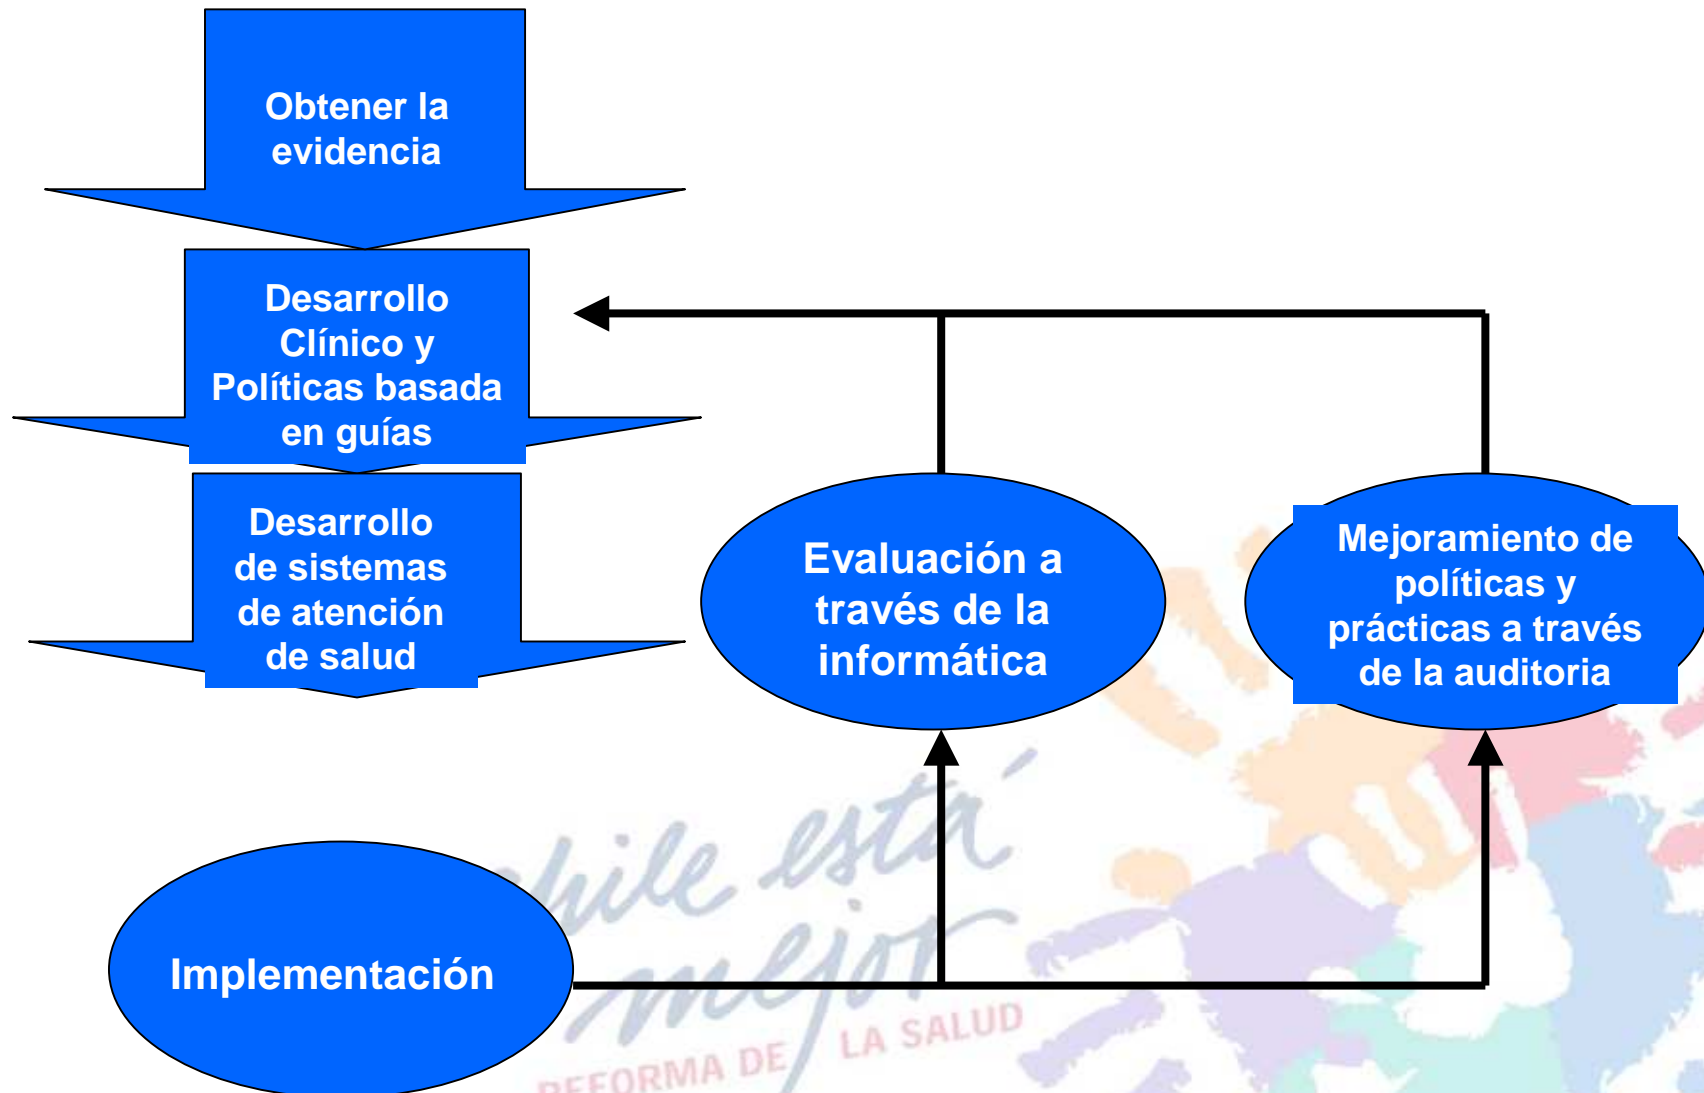 Obtener la
evidencia
Desarrollo
Clínico y
Políticas basada
en guías
Desarrollo
de sistemas
de atención
de salud
Evaluación a
través de la
informática
Mejoramiento de
políticas y
prácticas a través
de la auditoria
Implementación
chile está
mejor
REFORMA DE LA SALUD